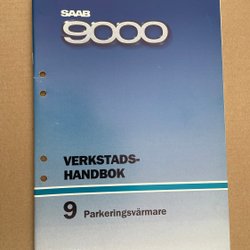 SAAB
9000
VERKSTADS-
HANDBOK
9 Parkeringsvärmare